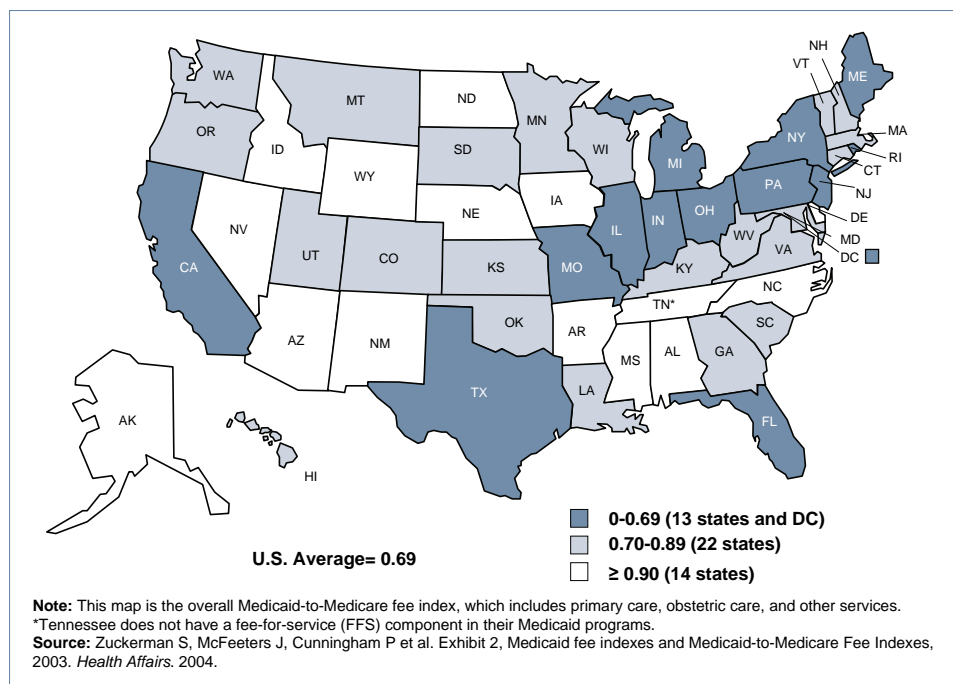 NH
VT
ME
WA
MT
ND
MN
OR
ID
SD
WI
MI
NY
MA
RI
CT
WY
IA
PA
NJ
NE
IL
IN
OH
DE
NV
UT
CO
KS
MO
WV
VA
MD
DC
CA
KY
NC
TN*
OK
AR
SC
AZ
NM
MS
AL
GA
TX
LA
AK
FL
HI
0-0.69 (13 states and DC)
0.70-0.89 (22 states)
U.S. Average= 0.69
≥ 0.90 (14 states)
Note: This map is the overall Medicaid-to-Medicare fee index, which includes primary care, obstetric care, and other services.
*Tennessee does not have a fee-for-service (FFS) component in their Medicaid programs.
Source: Zuckerman S, McFeeters J, Cunningham P et al. Exhibit 2, Medicaid fee indexes and Medicaid-to-Medicare Fee Indexes,
2003. Health Affairs. 2004.